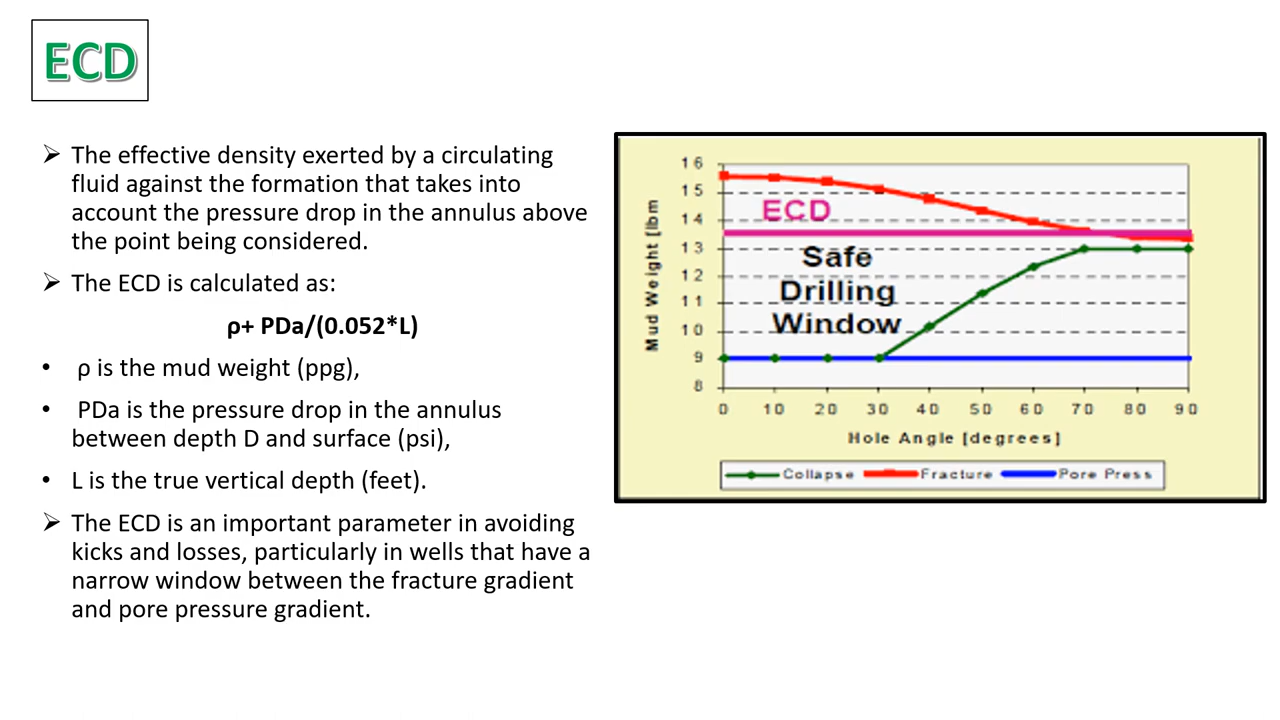 ECD
➢ The effective density exerted by a circulating
fluid against the formation that takes into
account the pressure drop in the annulus above
the point being considered.
➢ The ECD is calculated as:
ρ+ PDa/(0.052*L)
• ρ is the mud weight (ppg),
• PDa is the pressure drop in the annulus
between depth D and surface (psi),
• L is the true vertical depth (feet).
➢ The ECD is an important parameter in avoiding
kicks and losses, particularly in wells that have a
narrow window between the fracture gradient
and pore pressure gradient.
Mud Weight [lbm
16
15
14
13
12
11
10
9
8
ECD
Safe
Drilling
Window
0 10 20 30 40 50 60 70 80 90
Hole Angle [degrees]
Collapse Fracture Pore Press